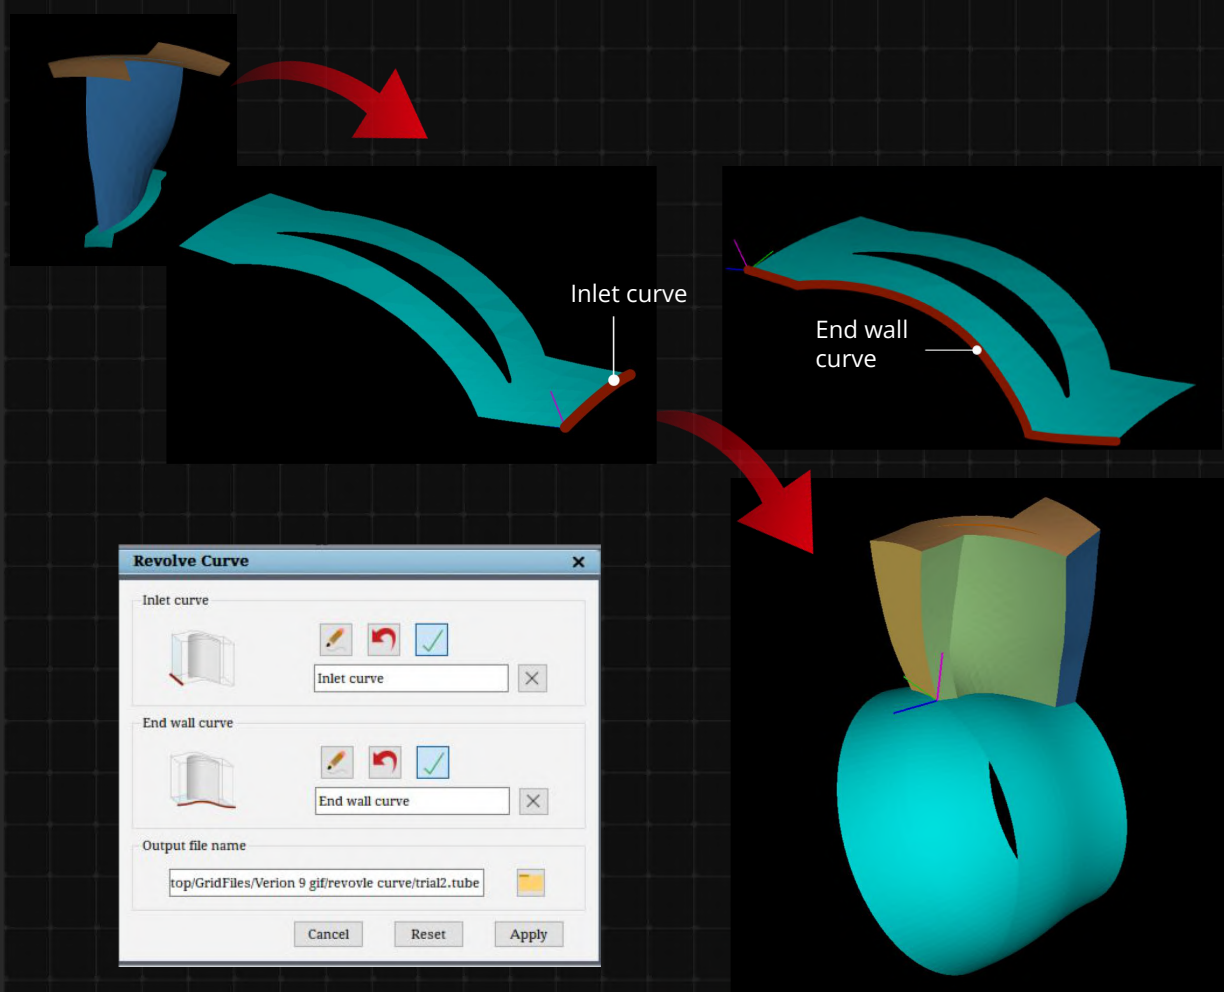 Inlet curve
End wall
curve
Revolve Curve
Inlet curve
Inlet curve
End wall curve
End wall curve
Output file name
top/GridFiles/Verion 9 gif/revovle curve/trial2.tube
Cancel Reset Apply